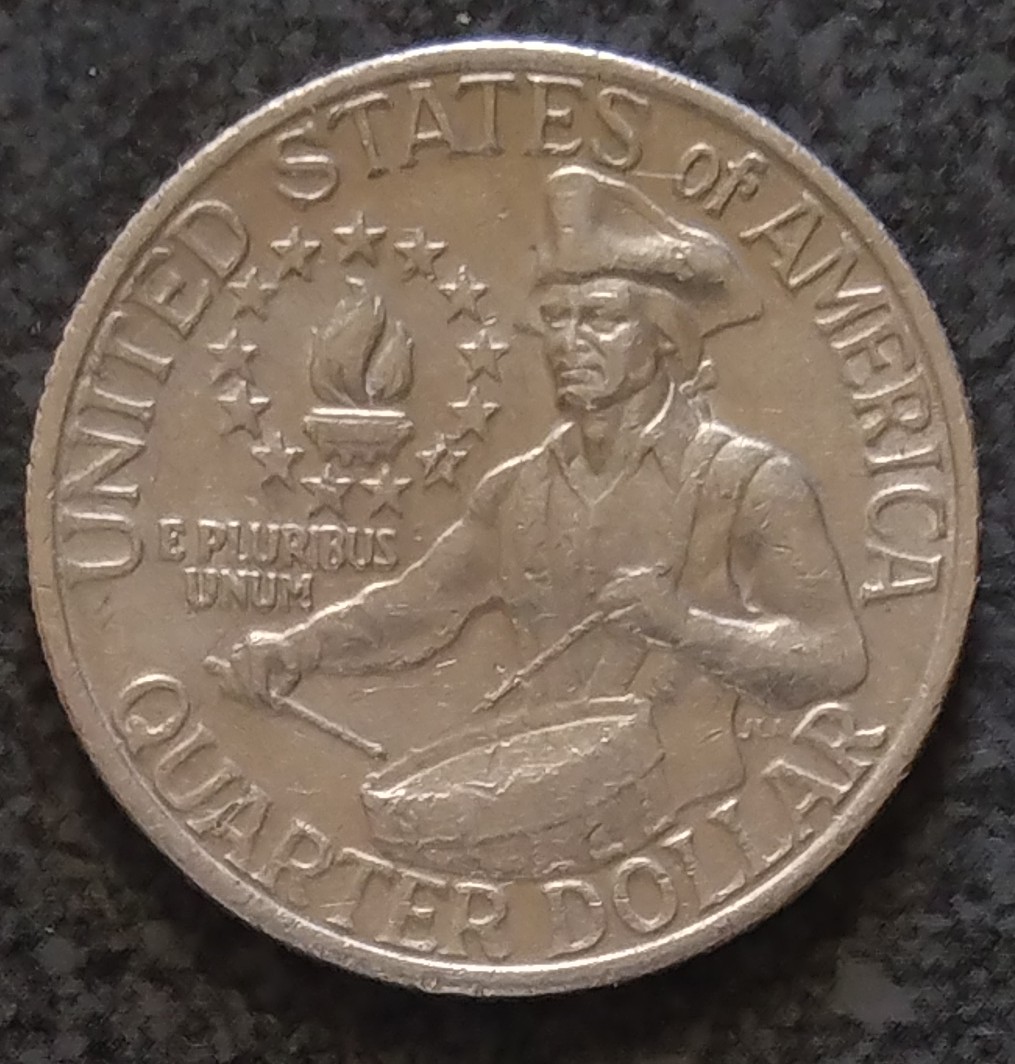 UNITED STATES of AMERICA
E PLURIBUS
UNUM
QUARTER DOLLAR